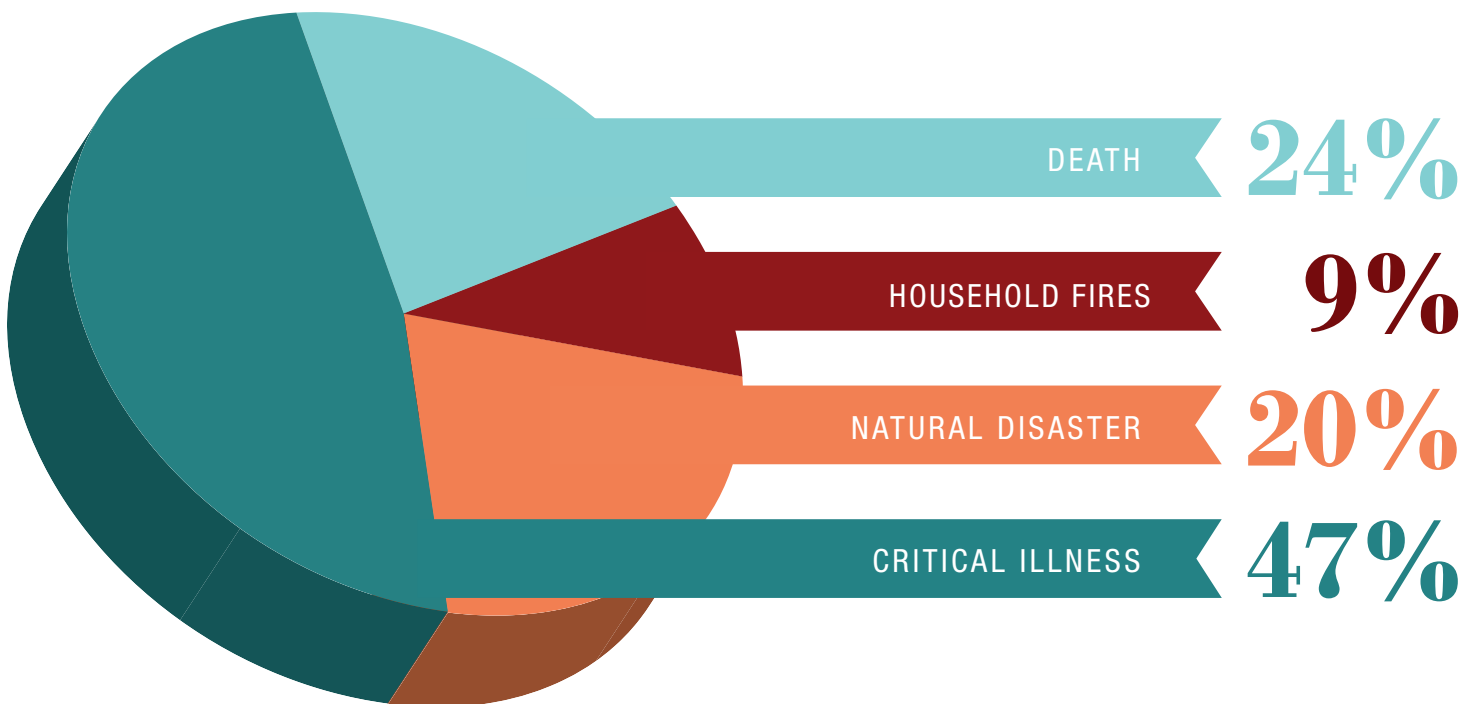 DEATH 24%
HOUSEHOLD FIRES 9%
NATURAL DISASTER 20%
CRITICAL ILLNESS 47%